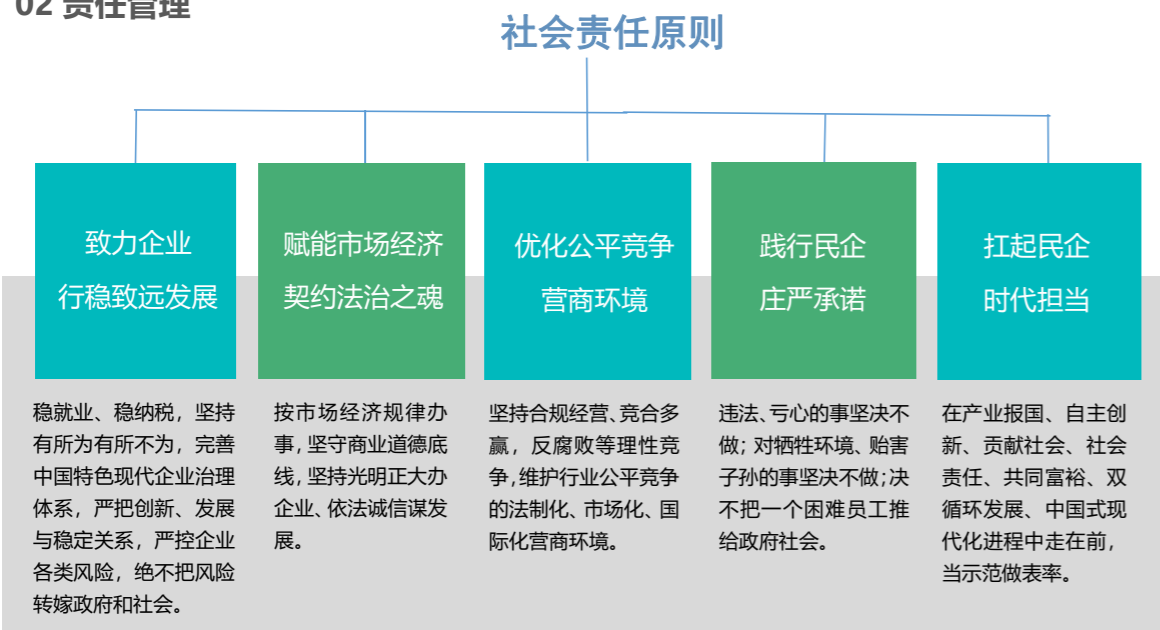 02 责任管理
社会责任原则
致力企业
行稳致远发展
赋能市场经济
契约法治之魂
优化公平竞争
营商环境
践行民企
庄严承诺
扛起民企
时代担当
稳就业、稳纳税，坚持
有所为有所不为，完善
中国特色现代企业治理
体系，严把创新、发展
与稳定关系，严控企业
各类风险，绝不把风险
转嫁政府和社会。
按市场经济规律办
事，坚守商业道德底
线，坚持光明正大办
企业、依法诚信谋发
展。
坚持合规经营、竞合多
赢，反腐败等理性竞
争，维护行业公平竞争
的法制化、市场化、国
际化营商环境。
违法、亏心的事坚决不
做；对牺牲环境、贻害
子孙的事坚决不做；决
不把一个困难员工推
给政府社会。
在产业报国、自主创
新、贡献社会、社会
责任、共同富裕、双
循环发展、中国式现
代化进程中走在前，
当示范做表率。